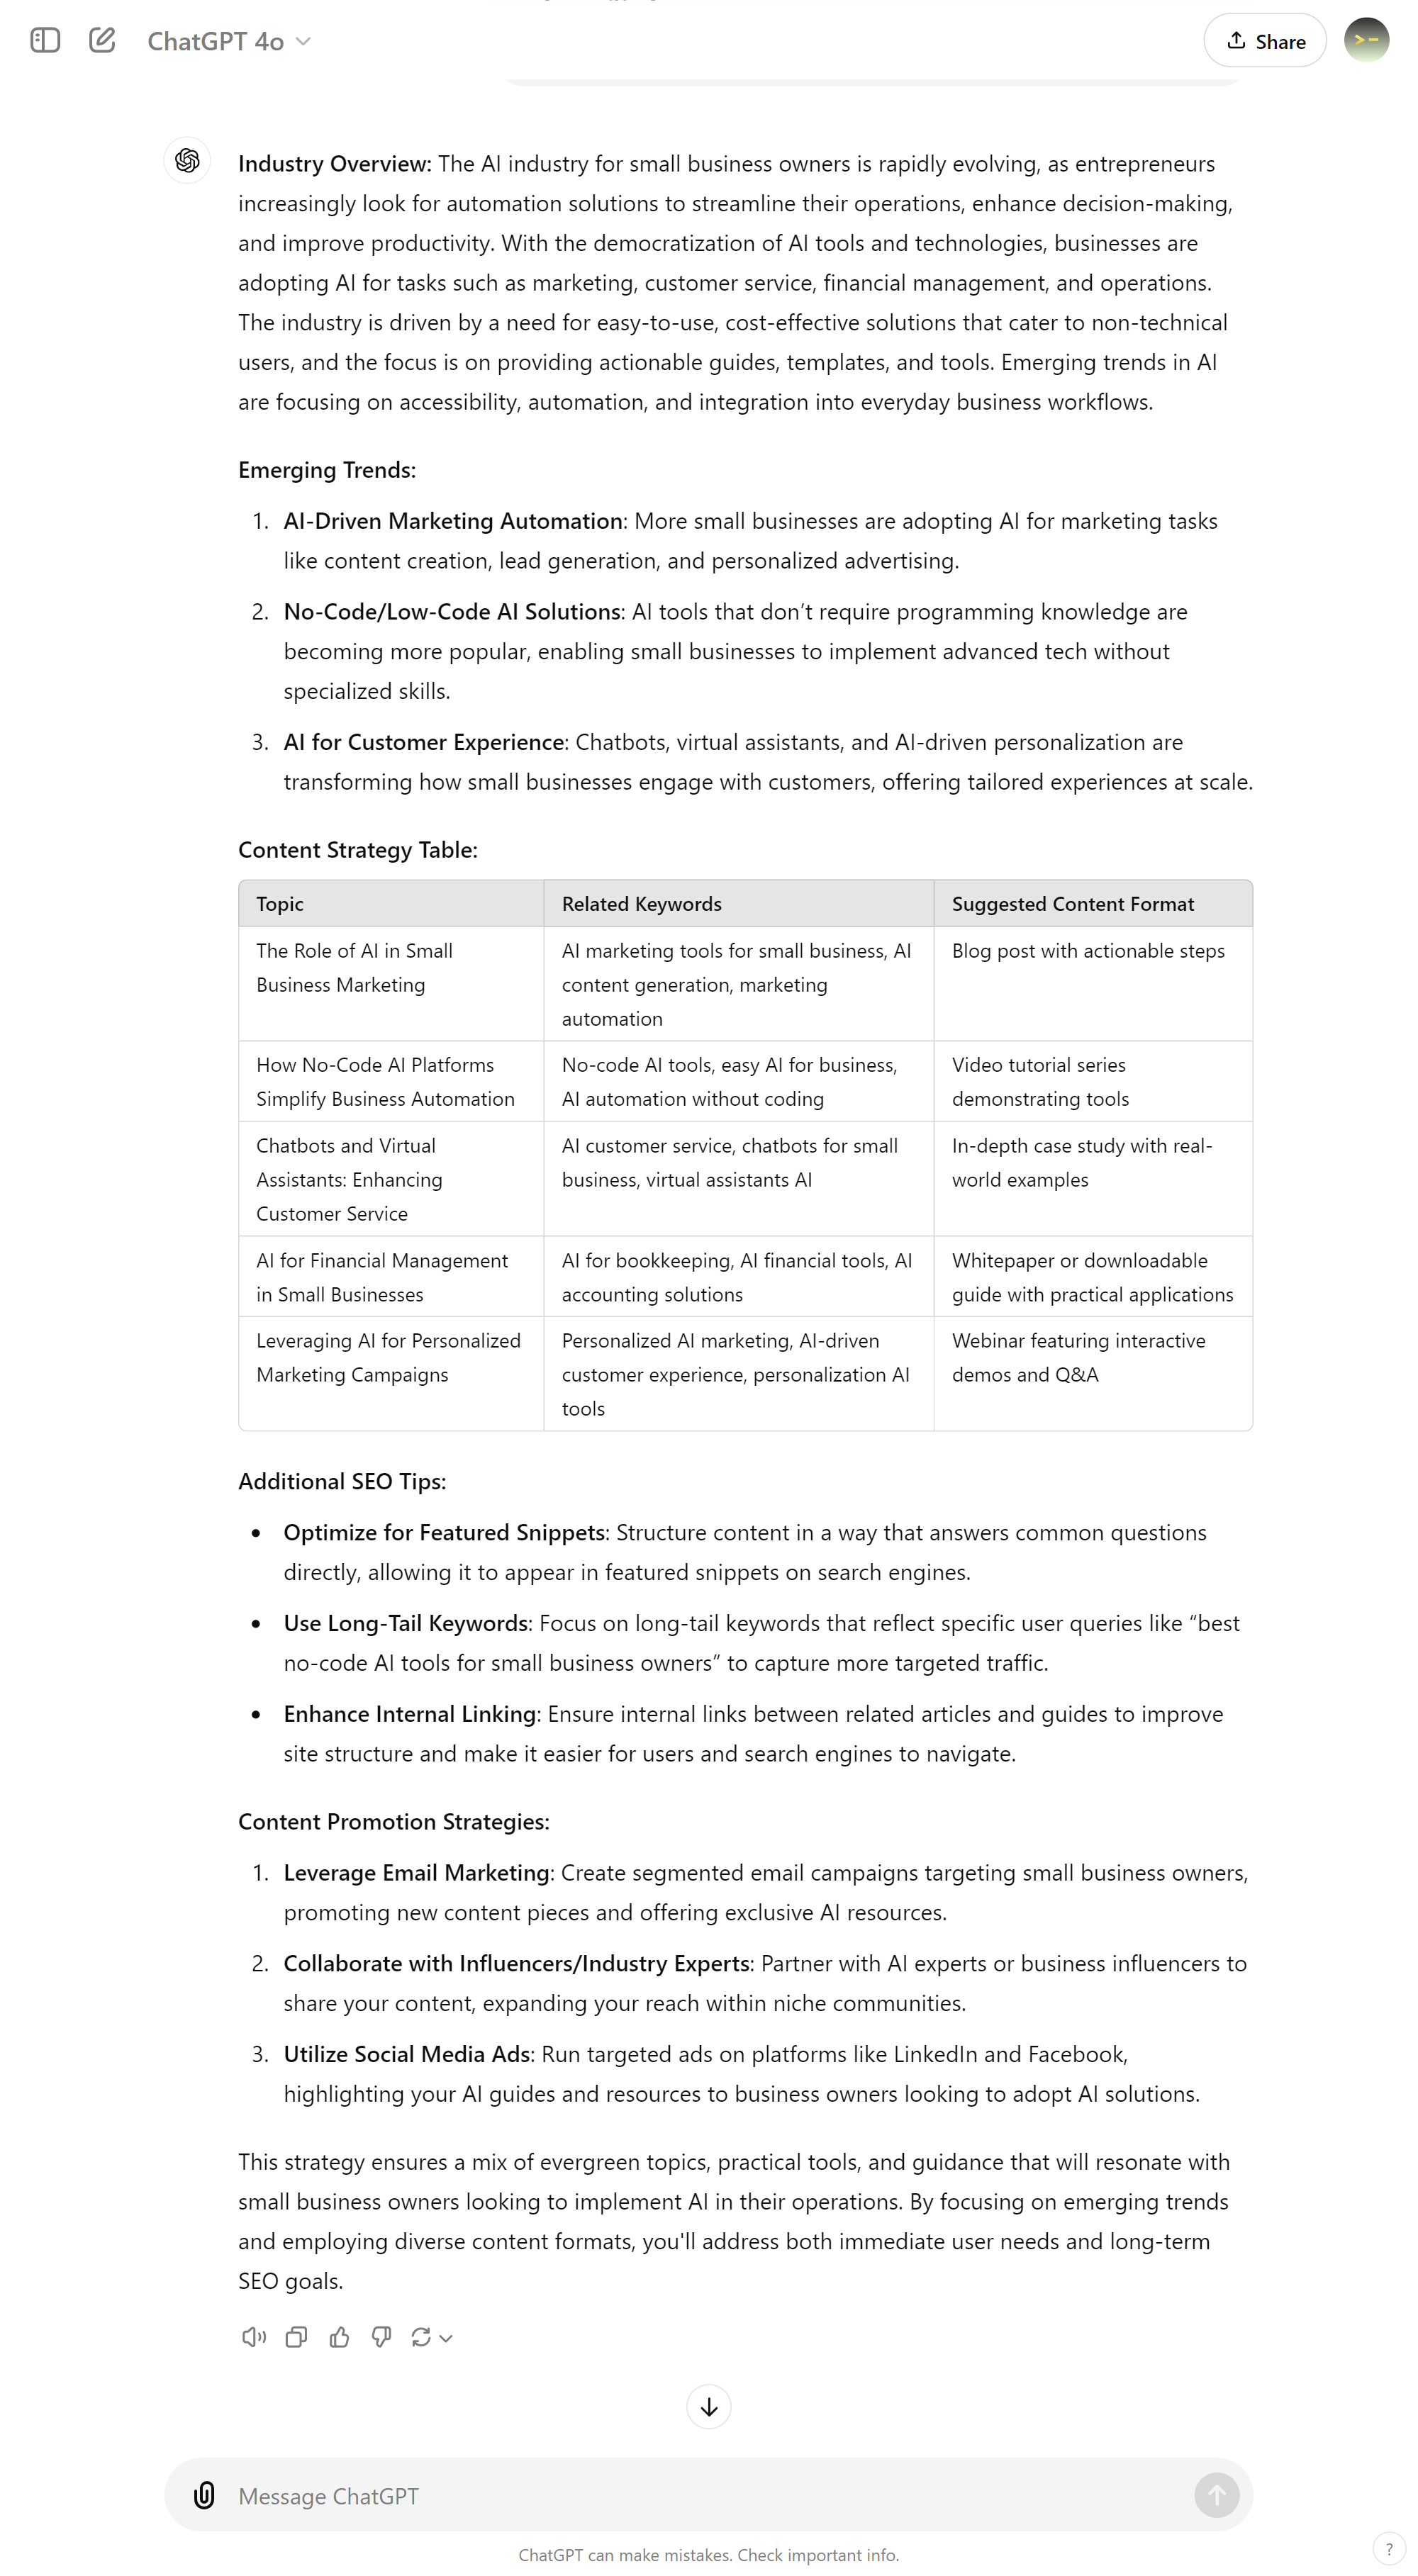 ChatGPT 4o
Share
Industry Overview: The AI industry for small business owners is rapidly evolving, as entrepreneurs
increasingly look for automation solutions to streamline their operations, enhance decision-making,
and improve productivity. With the democratization of AI tools and technologies, businesses are
adopting AI for tasks such as marketing, customer service, financial management, and operations.
The industry is driven by a need for easy-to-use, cost-effective solutions that cater to non-technical
users, and the focus is on providing actionable guides, templates, and tools. Emerging trends in AI
are focusing on accessibility, automation, and integration into everyday business workflows.
Emerging Trends:
1. AI-Driven Marketing Automation: More small businesses are adopting AI for marketing tasks
like content creation, lead generation, and personalized advertising.
2. No-Code/Low-Code AI Solutions: AI tools that don’t require programming knowledge are
becoming more popular, enabling small businesses to implement advanced tech without
specialized skills.
3. AI for Customer Experience: Chatbots, virtual assistants, and AI-driven personalization are
transforming how small businesses engage with customers, offering tailored experiences at scale.
Content Strategy Table:
Topic
Related Keywords
Suggested Content Format
The Role of AI in Small
Business Marketing
AI marketing tools for small business, AI
content generation, marketing
automation
Blog post with actionable steps
How No-Code AI Platforms
Simplify Business Automation
No-code AI tools, easy AI for business,
AI automation without coding
Video tutorial series
demonstrating tools
Chatbots and Virtual
Assistants: Enhancing
Customer Service
AI customer service, chatbots for small
business, virtual assistants AI
In-depth case study with real-
world examples
AI for Financial Management
in Small Businesses
AI for bookkeeping, AI financial tools, AI
accounting solutions
Whitepaper or downloadable
guide with practical applications
Leveraging AI for Personalized
Marketing Campaigns
Personalized AI marketing, AI-driven
customer experience, personalization AI
tools
Webinar featuring interactive
demos and Q&A
Additional SEO Tips:
• Optimize for Featured Snippets: Structure content in a way that answers common questions
directly, allowing it to appear in featured snippets on search engines.
• Use Long-Tail Keywords: Focus on long-tail keywords that reflect specific user queries like “best
no-code AI tools for small business owners” to capture more targeted traffic.
• Enhance Internal Linking: Ensure internal links between related articles and guides to improve
site structure and make it easier for users and search engines to navigate.
Content Promotion Strategies:
1. Leverage Email Marketing: Create segmented email campaigns targeting small business owners,
promoting new content pieces and offering exclusive AI resources.
2. Collaborate with Influencers/Industry Experts: Partner with AI experts or business influencers to
share your content, expanding your reach within niche communities.
3. Utilize Social Media Ads: Run targeted ads on platforms like LinkedIn and Facebook,
highlighting your AI guides and resources to business owners looking to adopt AI solutions.
This strategy ensures a mix of evergreen topics, practical tools, and guidance that will resonate with
small business owners looking to implement AI in their operations. By focusing on emerging trends
and employing diverse content formats, you'll address both immediate user needs and long-term
SEO goals.
Message ChatGPT
ChatGPT can make mistakes. Check important info.
?